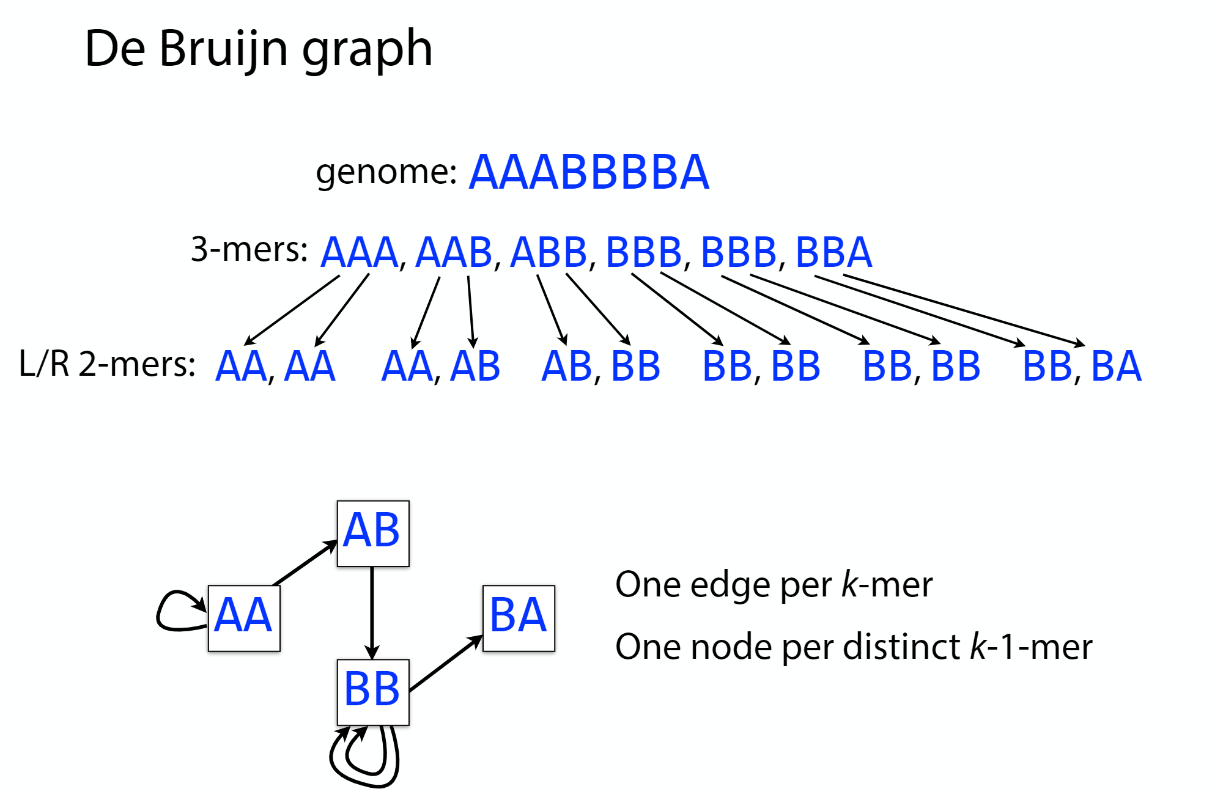 De Bruijn graph
genome: AAABBBBA
3-mers: AAA, AAB, ABB, BBB, BBB, BBA
L/R 2-mers: AA, AA AA, AB AB, BB BB, BB BB, BB BB, BA
AB
AA
BA
BB
One edge per k-mer
One node per distinct k-1-mer